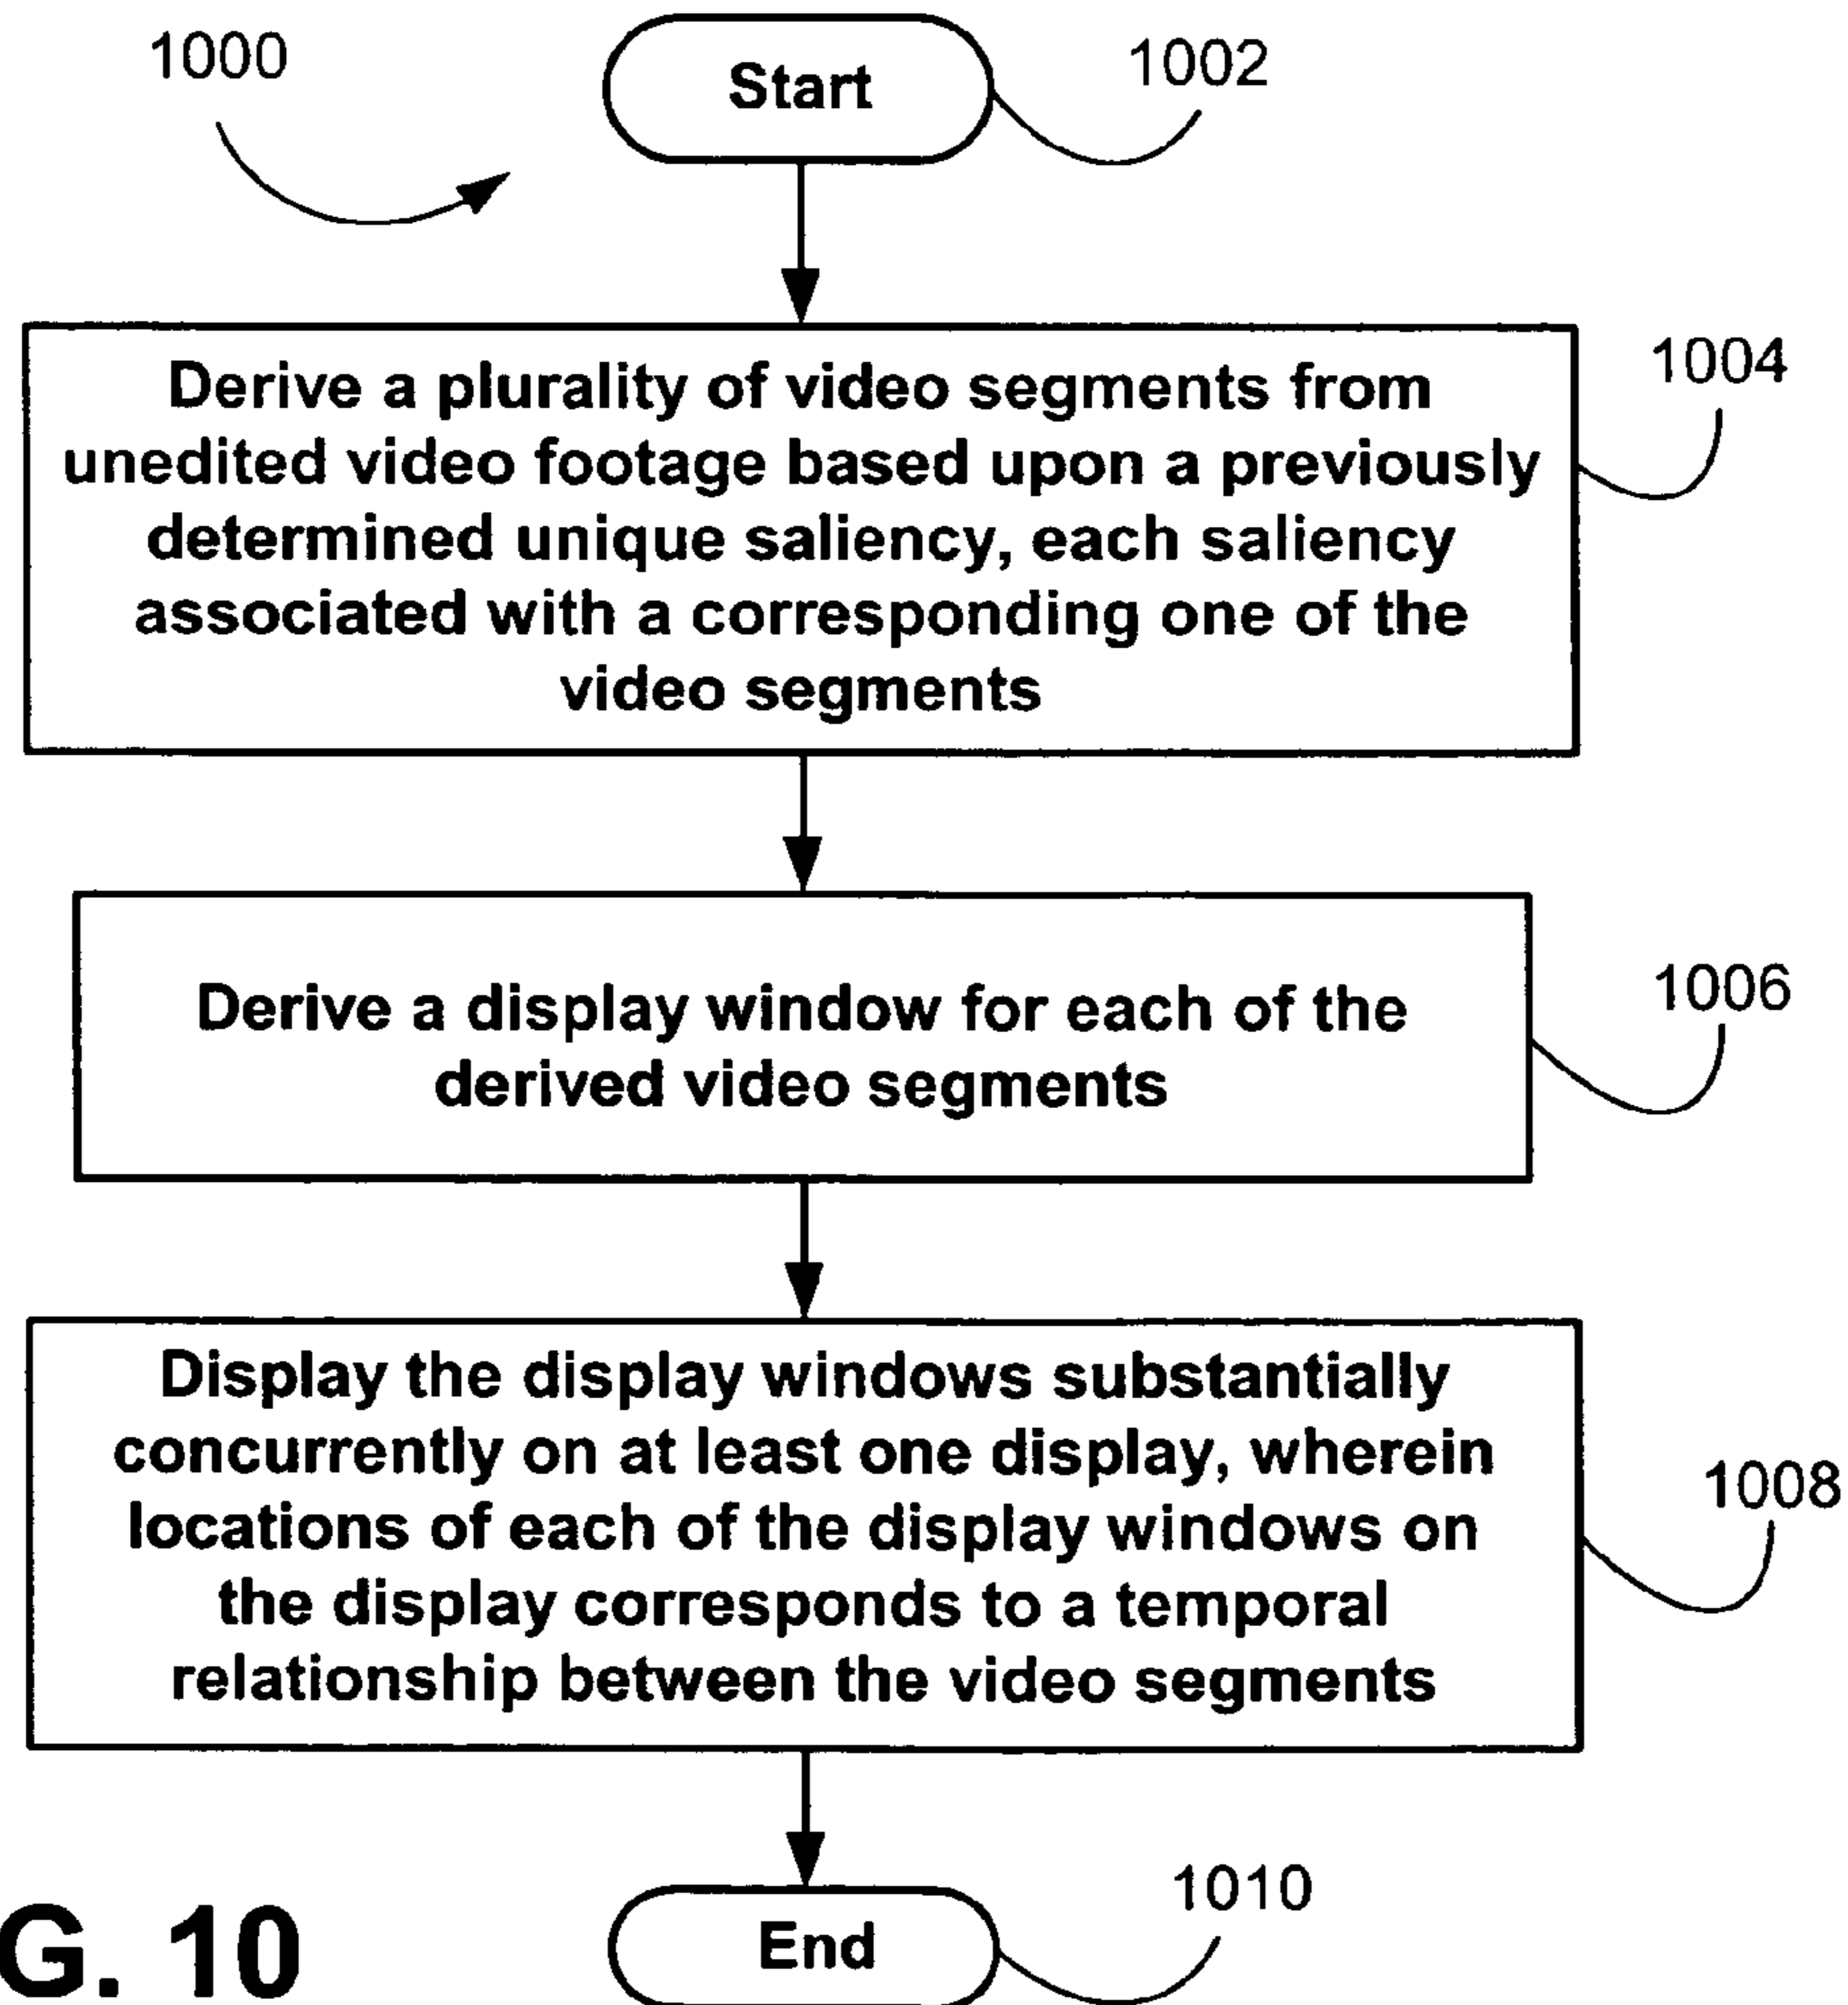 1000
Start
1002
Derive a plurality of video segments from
unedited video footage based upon a previously
determined unique saliency, each saliency
associated with a corresponding one of the
video segments
1004
Derive a display window for each of the
derived video segments
1006
Display the display windows substantially
concurrently on at least one display, wherein
locations of each of the display windows on
the display corresponds to a temporal
relationship between the video segments
1008
End
1010
G. 10